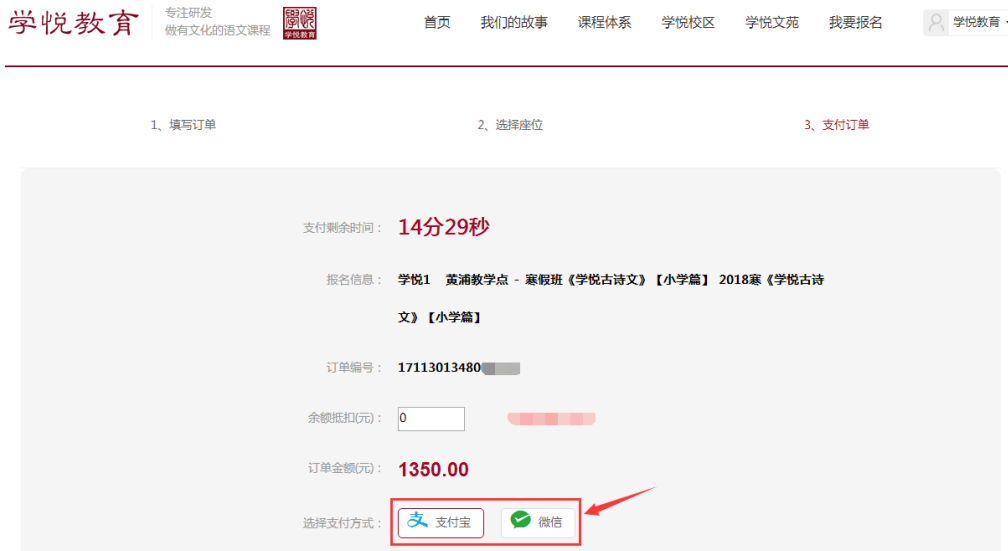 学悦教育
专注研发
做有文化的语文课程
學悦
学悦教育
首页 我们的故事 课程体系 学悦校区 学悦文苑 我要报名 学悦教育
1、填写订单 2、选择座位 3、支付订单
支付剩余时间： 14分29秒
报名信息： 学悦1 黄浦教学点 - 寒假班《学悦古诗文》【小学篇】 2018寒《学悦古诗
文》【小学篇】
订单编号： 17113013480
余额抵扣(元)： 0
订单金额(元)： 1350.00
选择支付方式： 支 支付宝 微信